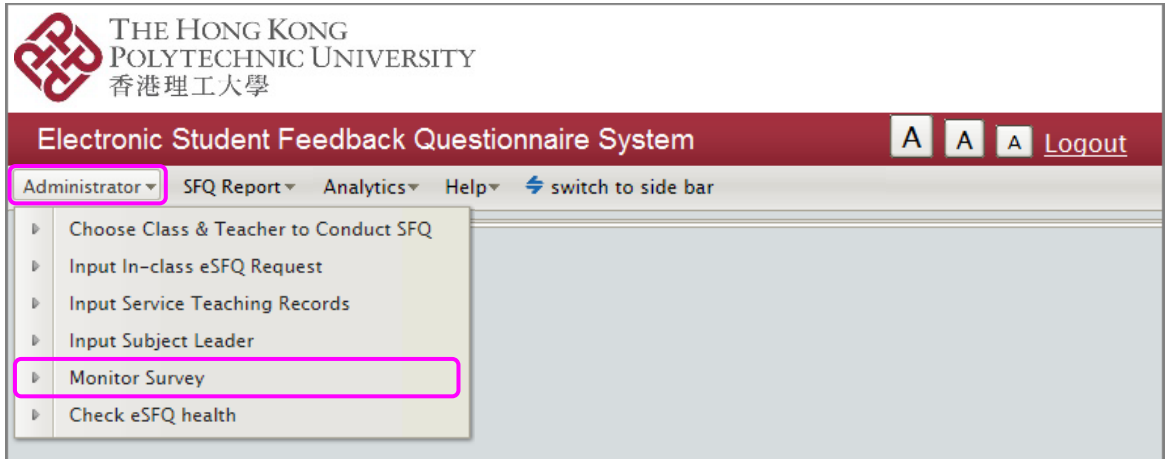 THE HONG KONG
POLYTECHNIC UNIVERSITY
香港理工大學
Electronic Student Feedback Questionnaire System A A A Logout
Administrator SFQ Report Analytics Help switch to side bar
Choose Class & Teacher to Conduct SFQ
Input In-class eSFQ Request
Input Service Teaching Records
Input Subject Leader
Monitor Survey
Check eSFQ health